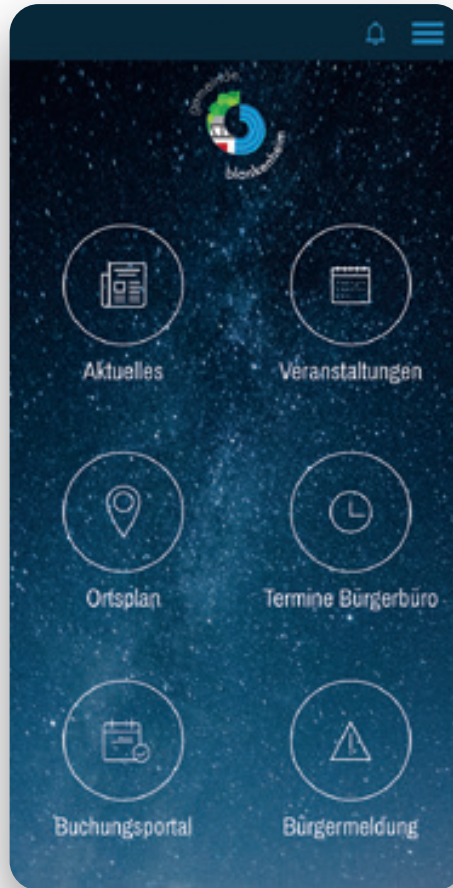 gemeinde
blankenheim
Aktuelles
Veranstaltungen
Ortsplan
Termine Bürgerbüro
Buchungsportal
Bürgermeldung